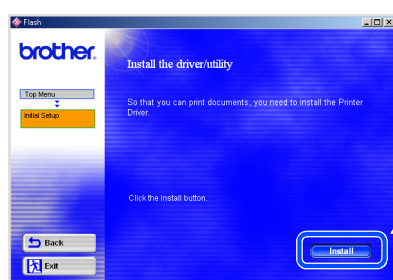 Flash
brother.
Install the driver/utility
Top Menu
Initial Setup
So that you can print documents, you need to install the Printer
Driver.
Click the Install button.
Back
Install
Exit